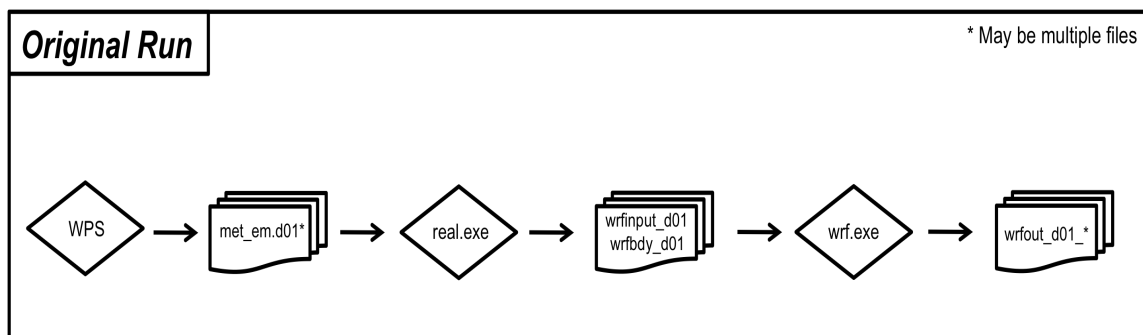 Original Run
* May be multiple files
WPS
met_em.d01*
real.exe
wrfinput_d01
wrfbdy_d01
wrf.exe
wrfout_d01_*